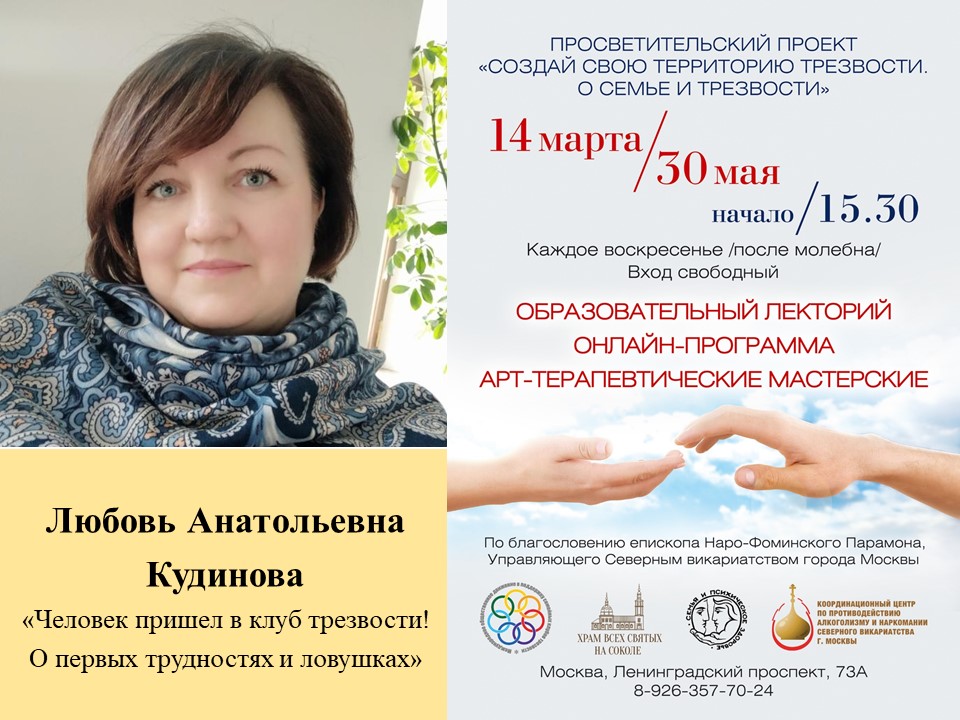 Любовь Анатольевна
Кудинова
«Человек пришел в клуб трезвости!
О первых трудностях и ловушках»
ПРОСВЕТИТЕЛЬСКИЙ ПРОЕКТ
«СОЗДАЙ СВОЮ ТЕРРИТОРИЮ ТРЕЗВОСТИ.
О СЕМЬЕ И ТРЕЗВОСТИ»
14 марта/
30 мая
начало/15.30
Каждое воскресенье /после молебна/
Вход свободный
ОБРАЗОВАТЕЛЬНЫЙ ЛЕКТОРИЙ
ОНЛАЙН-ПРОГРАММА
АРТ-ТЕРАПЕВТИЧЕСКИЕ МАСТЕРСКИЕ
По благословению епископа Наро-Фоминского Парамона,
Управляющего Северным викариатством города Москвы
ХРАМ ВСЕХ СВЯТЫХ
НА СОКОЛЕ
СЕМЬЯ И ПСИХИЧЕСКОЕ ЗДОРОВЬЕ
КООРДИНАЦИОННЫЙ ЦЕНТР
ПО ПРОТИВОДЕЙСТВИЮ
АЛКОГОЛИЗМУ И НАРКОМАНИИ
СЕВЕРНОГО ВИКАРИАТСТВА
Г. МОСКВЫ
Москва, Ленинградский проспект, 73А
8-926-357-70-24